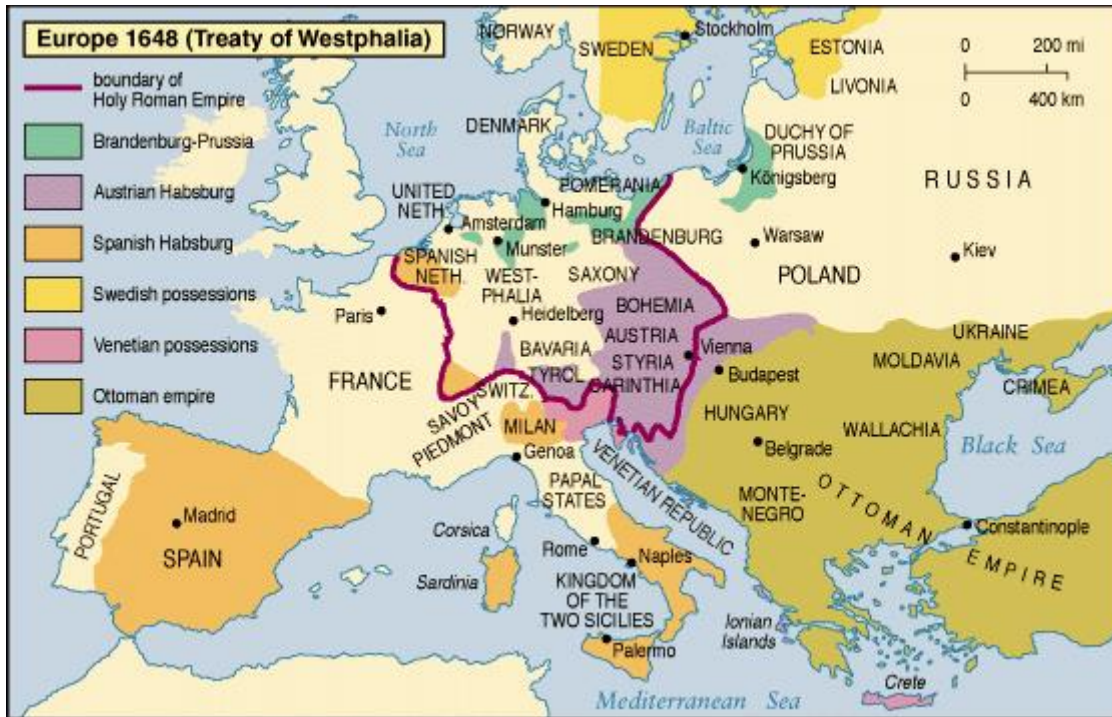 Europe 1648 (Treaty of Westphalia)
boundary of
Holy Roman Empire
Brandenburg-Prussia
Austrian Habsburg
Spanish Habsburg
Swedish possessions
Venetian possessions
Ottoman empire
NORWAY
SWEDEN
Stockholm
ESTONIA
LIVONIA
0 200 mi
0 400 km
North
Sea
DENMARK
Baltic
Sea
DUCHY OF
PRUSSIA
Königsberg
RUSSIA
UNITED
NETH.
Amsterdam
Hamburg
POMERANIA
Munster
BRANDENBURG
Warsaw
Kiev
POLAND
SPANISH
NETH.
WEST-
PHALIA
SAXONY
BOHEMIA
Paris
Heidelberg
AUSTRIA
Vienna
UKRAINE
BAVARIA
STYRIA
MOLDAVIA
FRANCE
TYROL
CARINTHIA
Budapest
CRIMEA
SWITZ.
SAVOY
PIEDMONT
MILAN
HUNGARY
WALLACHIA
Black Sea
Genoa
Belgrade
VENETIAN REPUBLIC
PAPAL
STATES
MONTE-
NEGRO
OTTOMAN
EMPIRE
PORTUGAL
Madrid
SPAIN
Corsica
Constantinople
Rome
Naples
Sardinia
KINGDOM
OF THE
TWO SICILIES
Ionian
Islands
Palermo
Crete
Mediterranean Sea